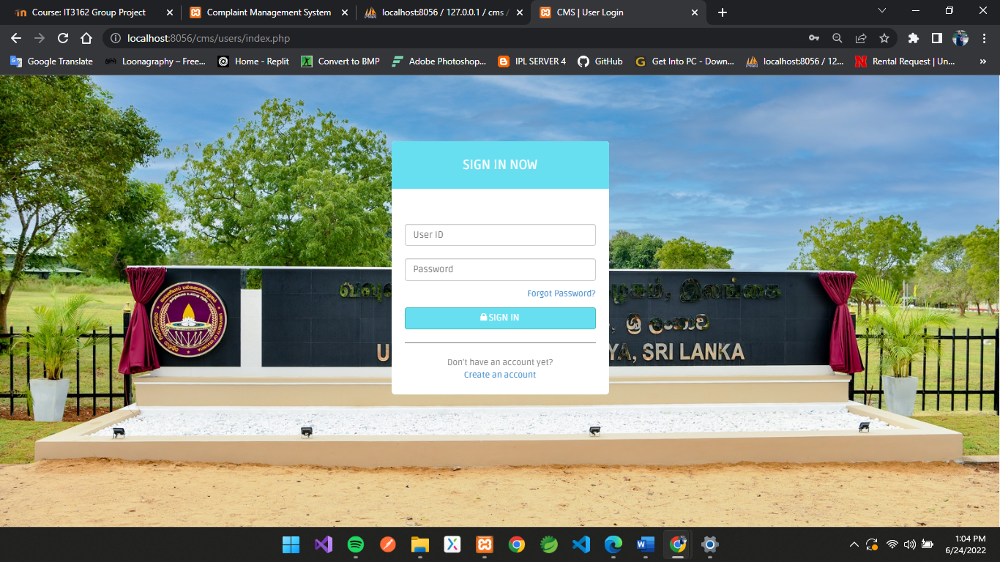 Course: IT3162 Group Project
Complaint Management System
localhost:8056 / 127.0.0.1 / cms /
CMS | User Login
localhost:8056/cms/users/index.php
Google Translate
Loonagraphy – Free...
Home - Replit
Convert to BMP
Adobe Photoshop...
IPL SERVER 4
GitHub
Get Into PC - Down...
localhost:8056 / 12...
Rental Request | Un...
»
SIGN IN NOW
User ID
Password
Forgot Password?
SIGN IN
Don't have an account yet?
Create an account
இலங்கை
ශ්‍රී ලංකාව
YA, SRI LANKA
1:04 PM
6/24/2022